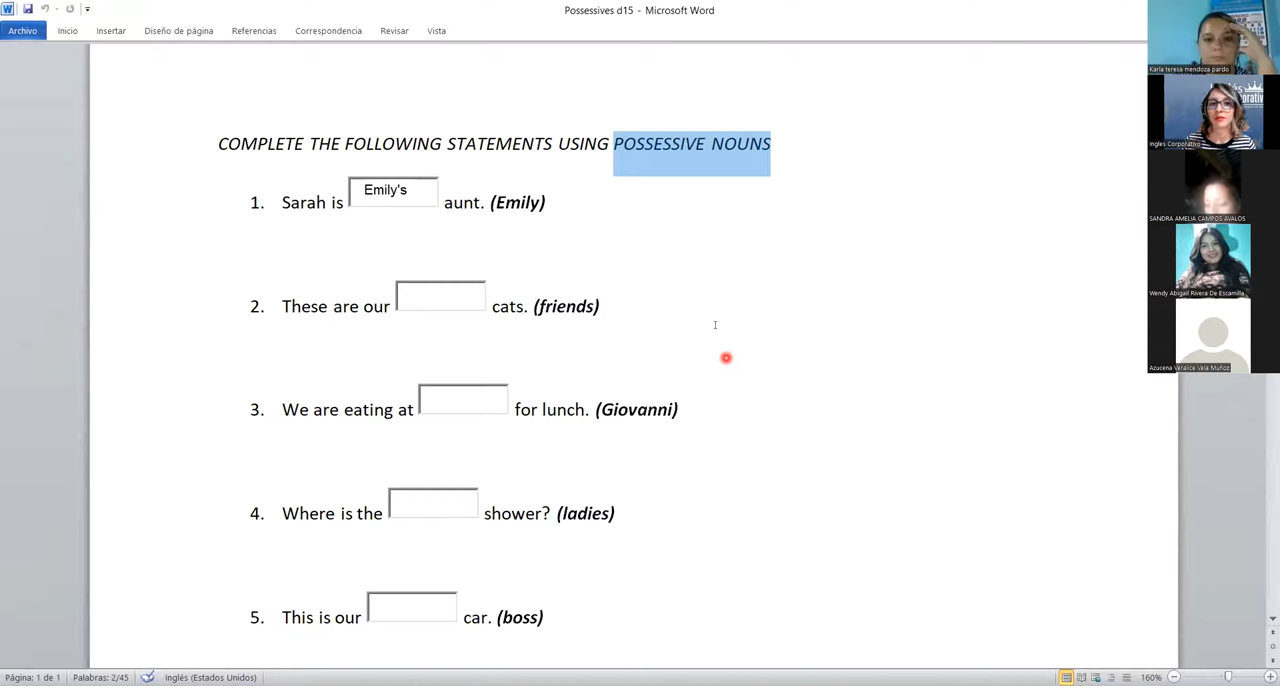 Possessives d15 - Microsoft Word
Archivo Inicio Insertar Diseño de página Referencias Correspondencia Revisar Vista
COMPLETE THE FOLLOWING STATEMENTS USING POSSESSIVE NOUNS
1. Sarah is Emily's aunt. (Emily)
2. These are our cats. (friends)
3. We are eating at for lunch. (Giovanni)
4. Where is the shower? (ladies)
5. This is our car. (boss)
Karla teresa mendoza pardo
Ingles Corporativo
SANDRA AMELIA CAMPOS AVALOS
Wendy Abigail Rivera De Escamilla
Azucena Veralice Vela Muñoz
Página: 1 de 1 Palabras: 2/45 Inglés (Estados Unidos) 160%